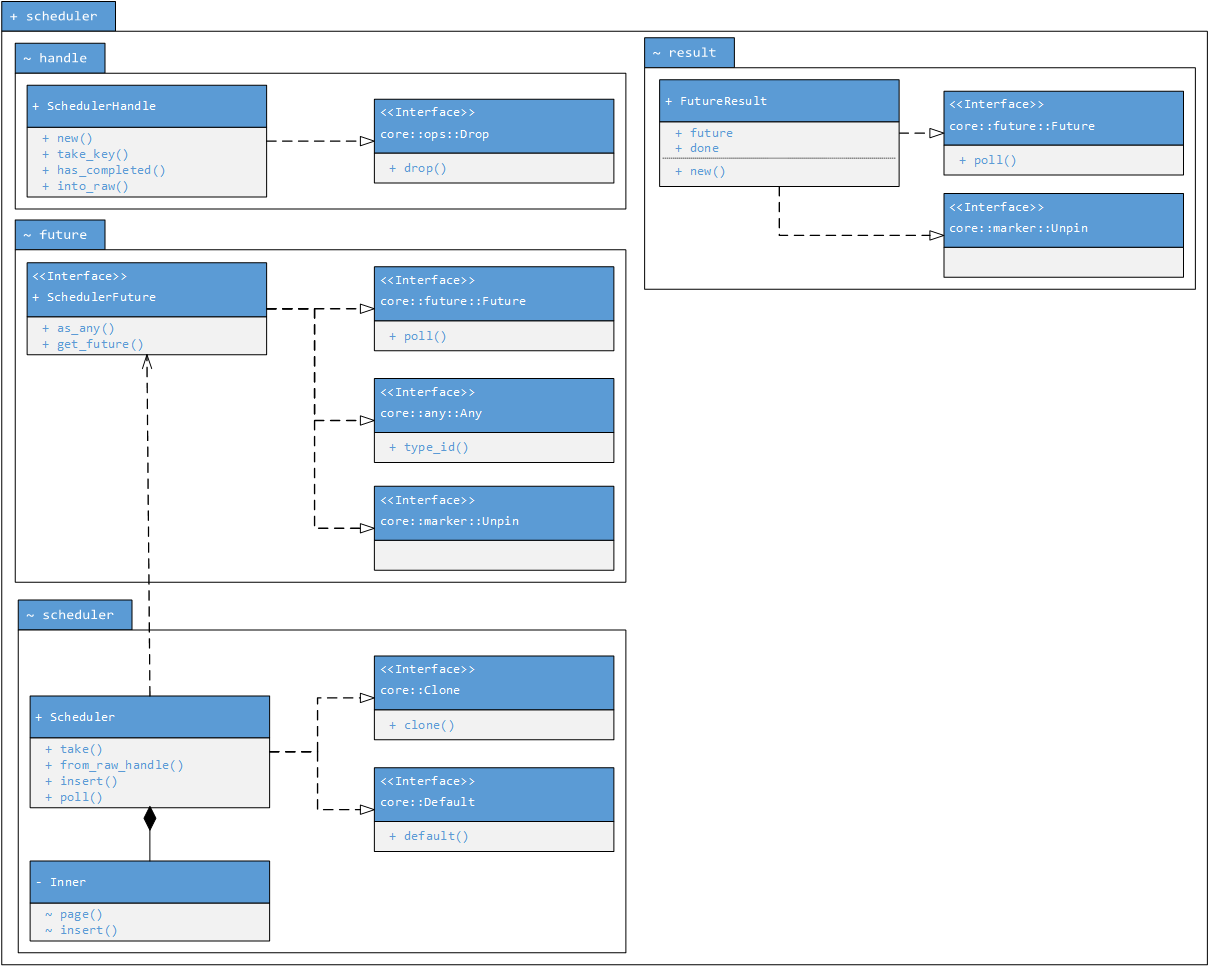 + scheduler
~ handle
+ SchedulerHandle
+ new()
+ take_key()
+ has_completed()
+ into_raw()
<<Interface>>
core::ops::Drop
+ drop()
~ future
<<Interface>>
+ SchedulerFuture
+ as_any()
+ get_future()
<<Interface>>
core::future::Future
+ poll()
<<Interface>>
core::any::Any
+ type_id()
<<Interface>>
core::marker::Unpin
~ scheduler
+ Scheduler
+ take()
+ from_raw_handle()
+ insert()
+ poll()
- Inner
~ page()
~ insert()
<<Interface>>
core::Clone
+ clone()
<<Interface>>
core::Default
+ default()
~ result
+ FutureResult
+ future
+ done
+ new()
<<Interface>>
core::future::Future
+ poll()
<<Interface>>
core::marker::Unpin